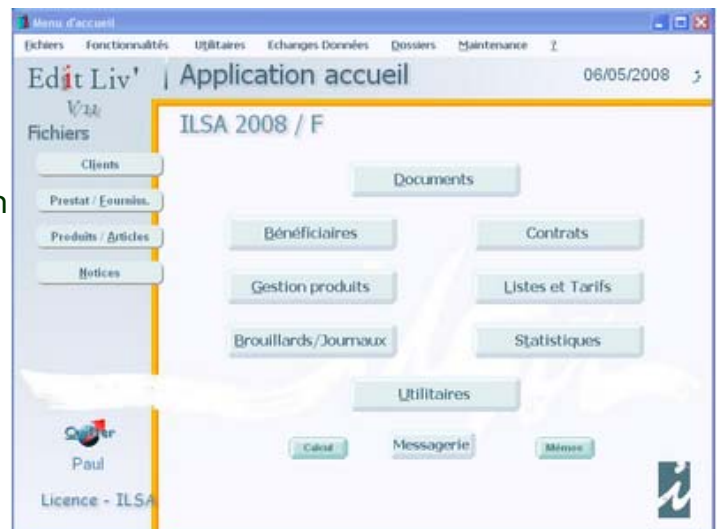 Menu d'accueil
Fichiers Fonctionnalités Utilitaires Echanges Données Dossiers Maintenance ?
Edit Liv' Application accueil 06/05/2008
Fichiers
ILSA 2008 / F
Clients
Prestat / Fourniss.
Produits / Articles
Notices
n
Documents
Bénéficiaires Contrats
Gestion produits Listes et Tarifs
Brouillards/Journaux Statistiques
Utilitaires
Calcul Messagerie Mémos
Quitter
Paul
Licence - ILSA
i